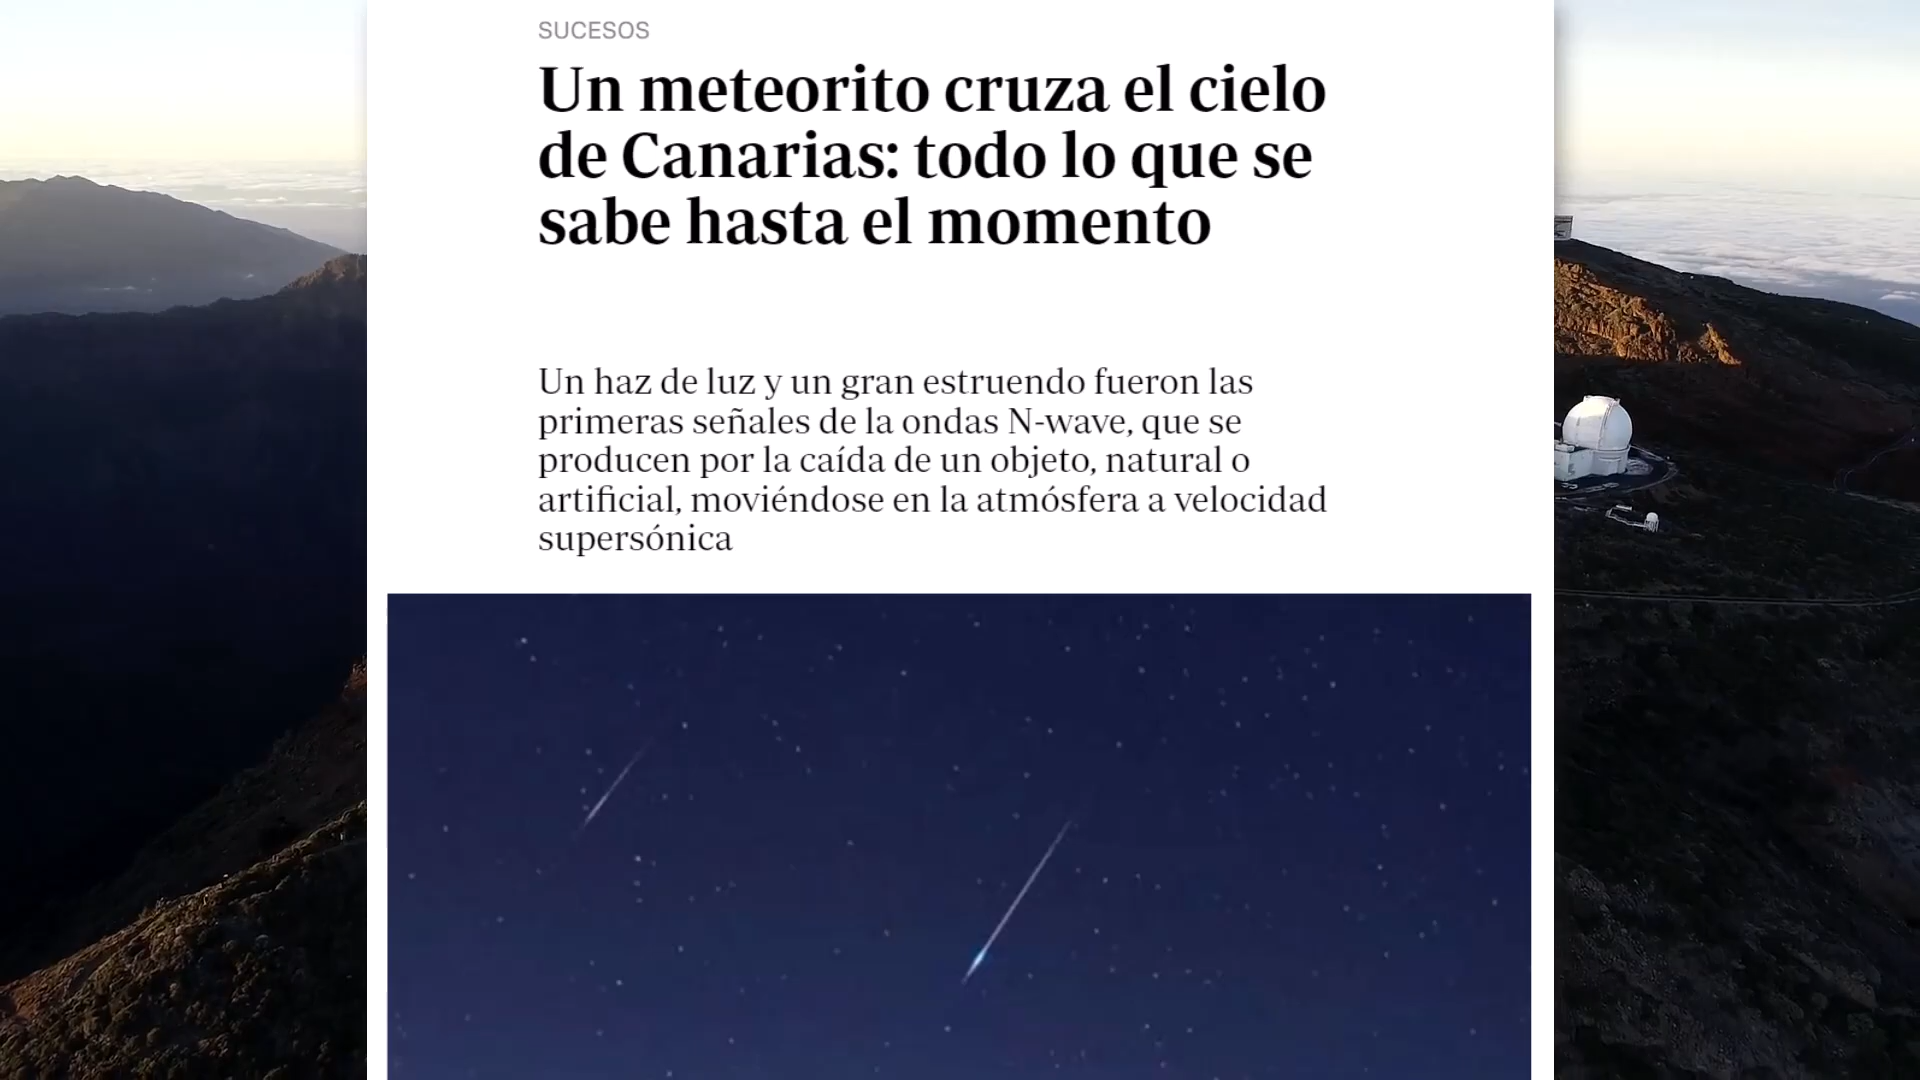 SUCESOS
Un meteorito cruza el cielo
de Canarias: todo lo que se
sabe hasta el momento
Un haz de luz y un gran estruendo fueron las
primeras señales de la ondas N-wave, que se
producen por la caída de un objeto, natural o
artificial, moviéndose en la atmósfera a velocidad
supersónica